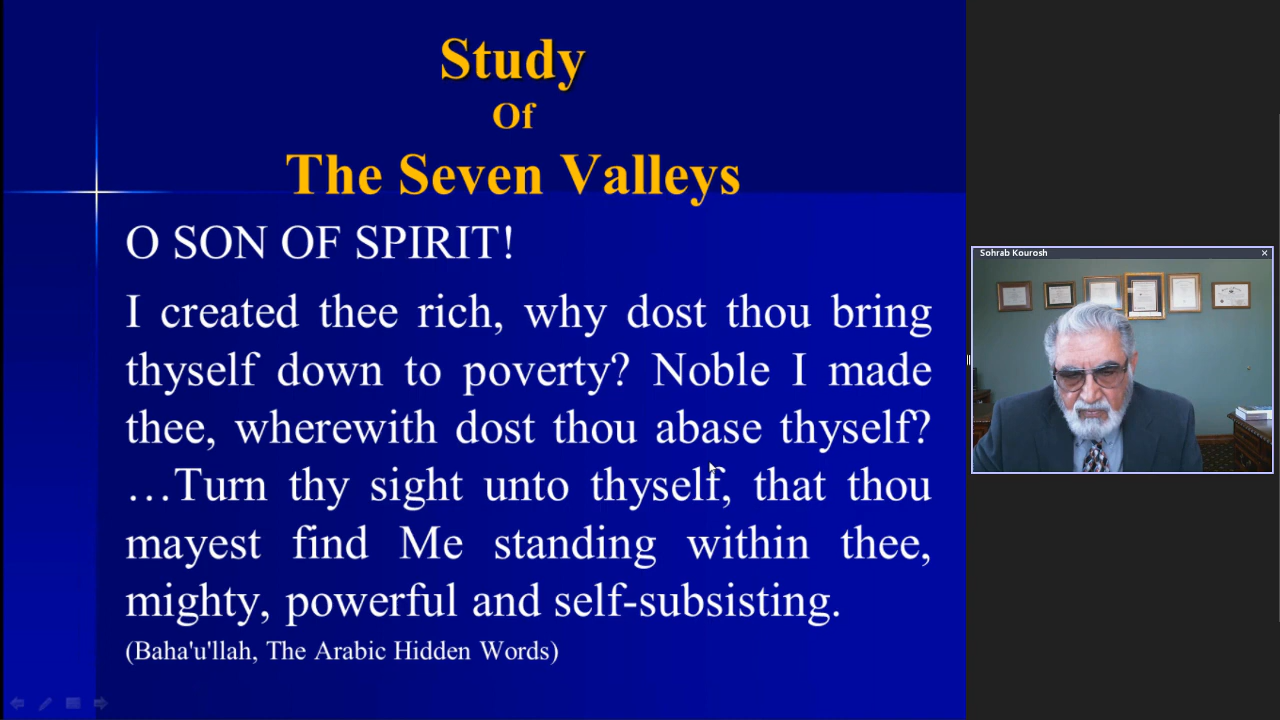 Study
Of
The Seven Valleys
O SON OF SPIRIT!
I created thee rich, why dost thou bring
thyself down to poverty? Noble I made
thee, wherewith dost thou abase thyself?
…Turn thy sight unto thyself, that thou
mayest find Me standing within thee,
mighty, powerful and self-subsisting.
(Baha'u'llah, The Arabic Hidden Words)
Sohrab Kourosh